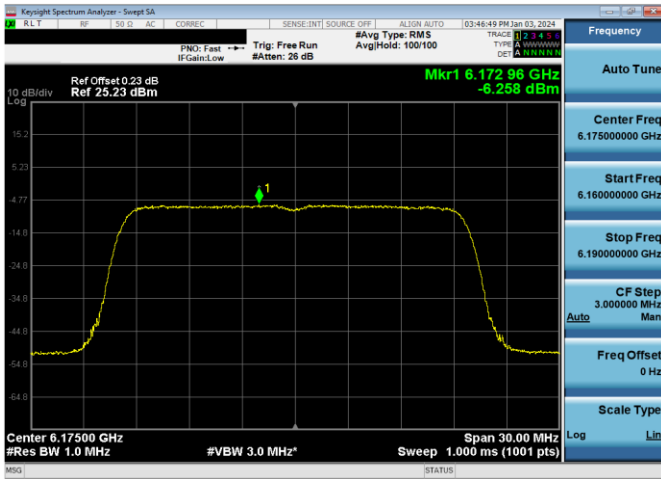 Keysight Spectrum Analyzer - Swept SA
RLT RF 50 Ω AC CORREC SENSE:INT SOURCE OFF ALIGN AUTO 03:46:49 PM Jan 03, 2024
PNO: Fast Trig: Free Run #Avg Type: RMS TRACE 1 2 3 4 5 6
IFGain:Low #Atten: 26 dB Avg|Hold: 100/100 TYPE A WWWWW
DET A N N N N N
Frequency
Auto Tune
Mkr1 6.172 96 GHz
-6.258 dBm
Ref Offset 0.23 dB
10 dB/div Ref 25.23 dBm
Log
15.2
5.23
-4.77
-14.8
-24.8
-34.8
-44.8
-54.8
-64.8
1
Center 6.17500 GHz Span 30.00 MHz
#Res BW 1.0 MHz #VBW 3.0 MHz* Sweep 1.000 ms (1001 pts)
Center Freq
6.175000000 GHz
Start Freq
6.160000000 GHz
Stop Freq
6.190000000 GHz
CF Step
3.000000 MHz
Auto Man
Freq Offset
0 Hz
Scale Type
Log Lin
MSG STATUS